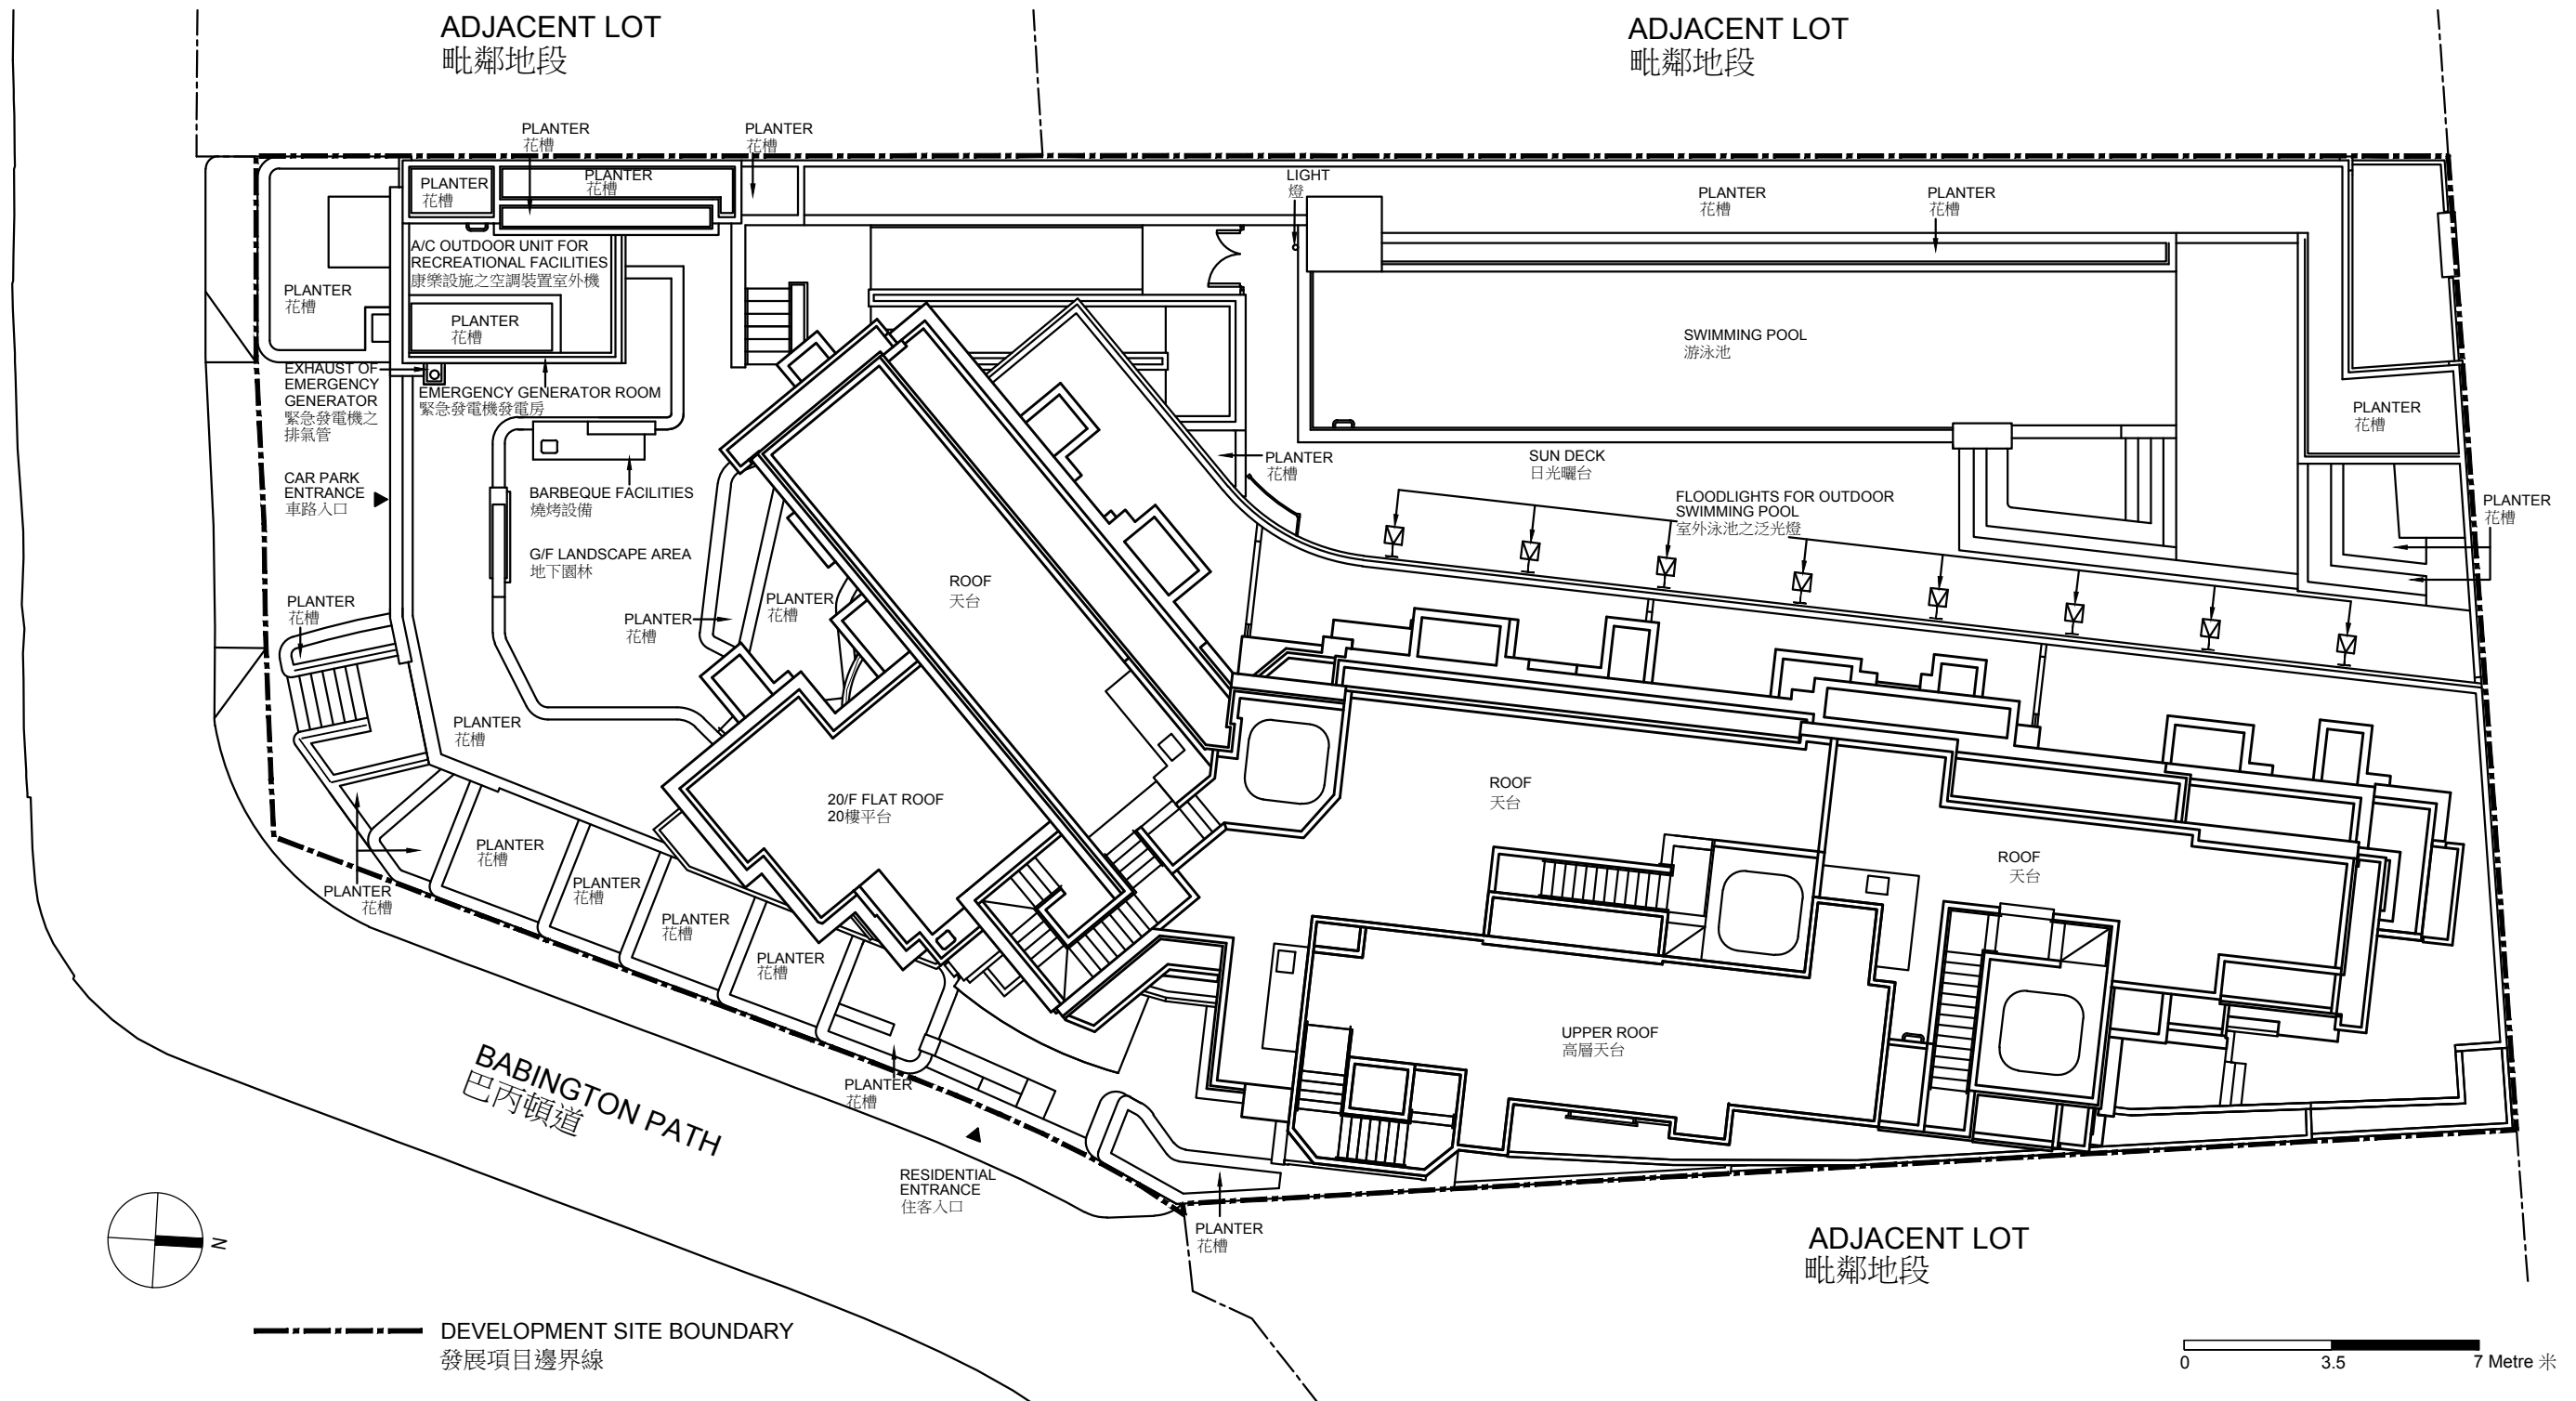 ADJACENT LOT
毗鄰地段
ADJACENT LOT
毗鄰地段
PLANTER
花槽
PLANTER
花槽
PLANTER
花槽
PLANTER
花槽
LIGHT
燈
PLANTER
花槽
PLANTER
花槽
A/C OUTDOOR UNIT FOR
RECREATIONAL FACILITIES
康樂設施之空調裝置室外機
PLANTER
花槽
PLANTER
花槽
SWIMMING POOL
游泳池
EXHAUST OF
EMERGENCY
GENERATOR
緊急發電機之
排氣管
EMERGENCY GENERATOR ROOM
緊急發電機發電房
PLANTER
花槽
CAR PARK
ENTRANCE
車路入口
BARBEQUE FACILITIES
燒烤設備
PLANTER
花槽
SUN DECK
日光曬台
FLOODLIGHTS FOR OUTDOOR
SWIMMING POOL
室外泳池之泛光燈
PLANTER
花槽
G/F LANDSCAPE AREA
地下園林
PLANTER
花槽
PLANTER
花槽
PLANTER
花槽
ROOF
天台
PLANTER
花槽
20/F FLAT ROOF
20樓平台
ROOF
天台
ROOF
天台
PLANTER
花槽
PLANTER
花槽
PLANTER
花槽
PLANTER
花槽
PLANTER
花槽
UPPER ROOF
高層天台
BABINGTON PATH
巴丙頓道
PLANTER
花槽
RESIDENTIAL
ENTRANCE
住客入口
PLANTER
花槽
ADJACENT LOT
毗鄰地段
N
DEVELOPMENT SITE BOUNDARY
發展項目邊界線
0 3.5 7 Metre 米